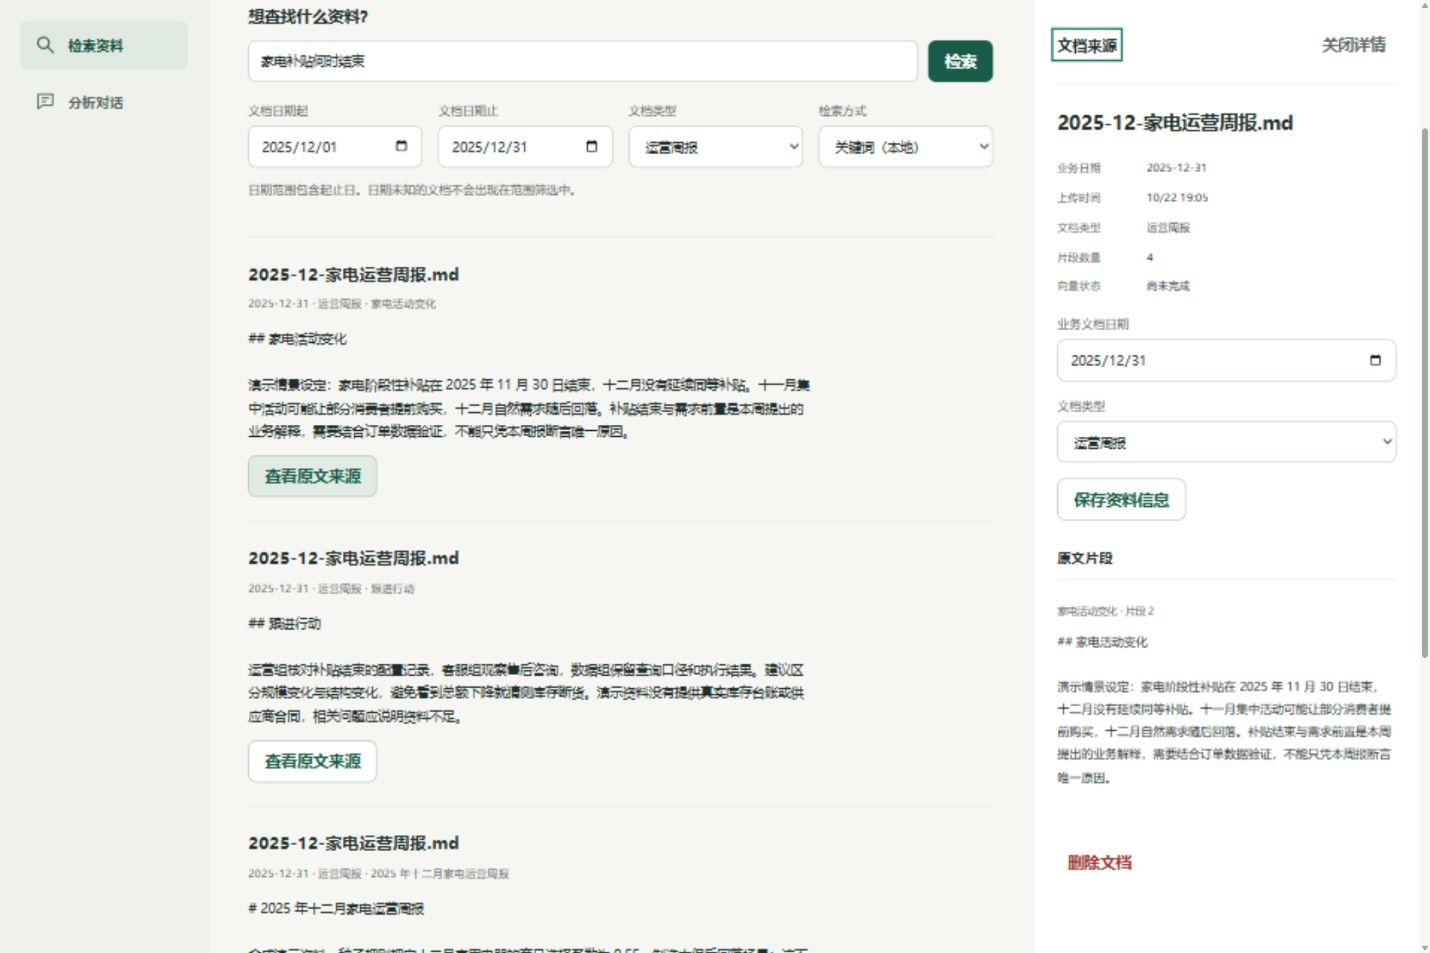 检索资料
分析对话
想查找什么资料?
家电补贴何时结束
检索
文档日期起
文档日期止
文档类型
检索方式
2025/12/01
2025/12/31
运营周报
关键词（本地）
日期范围包含起止日。日期未知的文档不会出现在范围筛选中。
2025-12-家电运营周报.md
2025-12-31 · 运营周报 · 家电活动变化
## 家电活动变化
演示情景设定：家电阶段性补贴在 2025 年 11 月 30 日结束，十二月没有延续同等补贴。十一月集
中活动可能让部分消费者提前购买，十二月自然需求随后回落。补贴结束与需求前置是本周提出的
业务解释，需要结合订单数据验证，不能只凭本周报断言唯一原因。
查看原文来源
2025-12-家电运营周报.md
2025-12-31 · 运营周报 · 跟进行动
## 跟进行动
运营组核对补贴结束的配置记录，客服组观察售后咨询，数据组保留查询口径和执行结果。建议区
分规模变化与结构变化，避免看到总额下降就猜测库存断货。演示资料没有提供真实库存台账或供
应商合同，相关问题应说明资料不足。
查看原文来源
2025-12-家电运营周报.md
2025-12-31 · 运营周报 · 2025 年十二月家电运营周报
# 2025 年十二月家电运营周报
文档来源
关闭详情
2025-12-家电运营周报.md
业务日期
2025-12-31
上传时间
10/22 19:05
文档类型
运营周报
片段数量
4
向量状态
尚未完成
业务文档日期
2025/12/31
文档类型
运营周报
保存资料信息
原文片段
家电活动变化 · 片段 2
## 家电活动变化
演示情景设定：家电阶段性补贴在 2025 年 11 月 30 日结束，
十二月没有延续同等补贴。十一月集中活动可能让部分消费者提
前购买，十二月自然需求随后回落。补贴结束与需求前置是本周
提出的业务解释，需要结合订单数据验证，不能只凭本周报断言
唯一原因。
删除文档